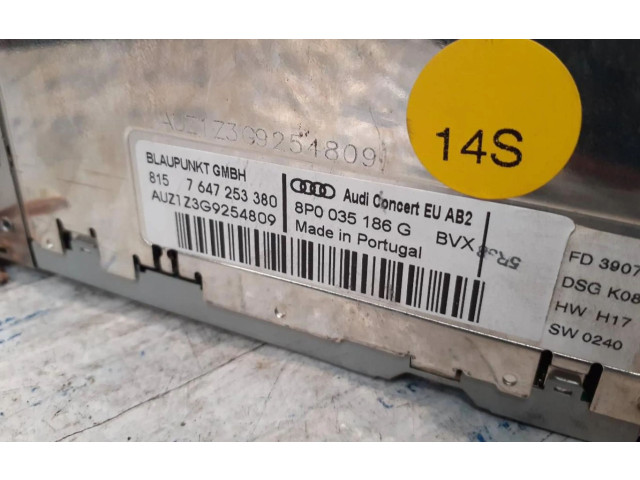 14S
AUZ1Z3G9254809
BLAUPUNKT GMBH
815 7 647 253 380
AUZ1Z3G9254809
Audi Concert EU AB2
8P0 035 186 G
Made in Portugal
BVX
FD 3907
DSG K08
HW H17
SW 0240